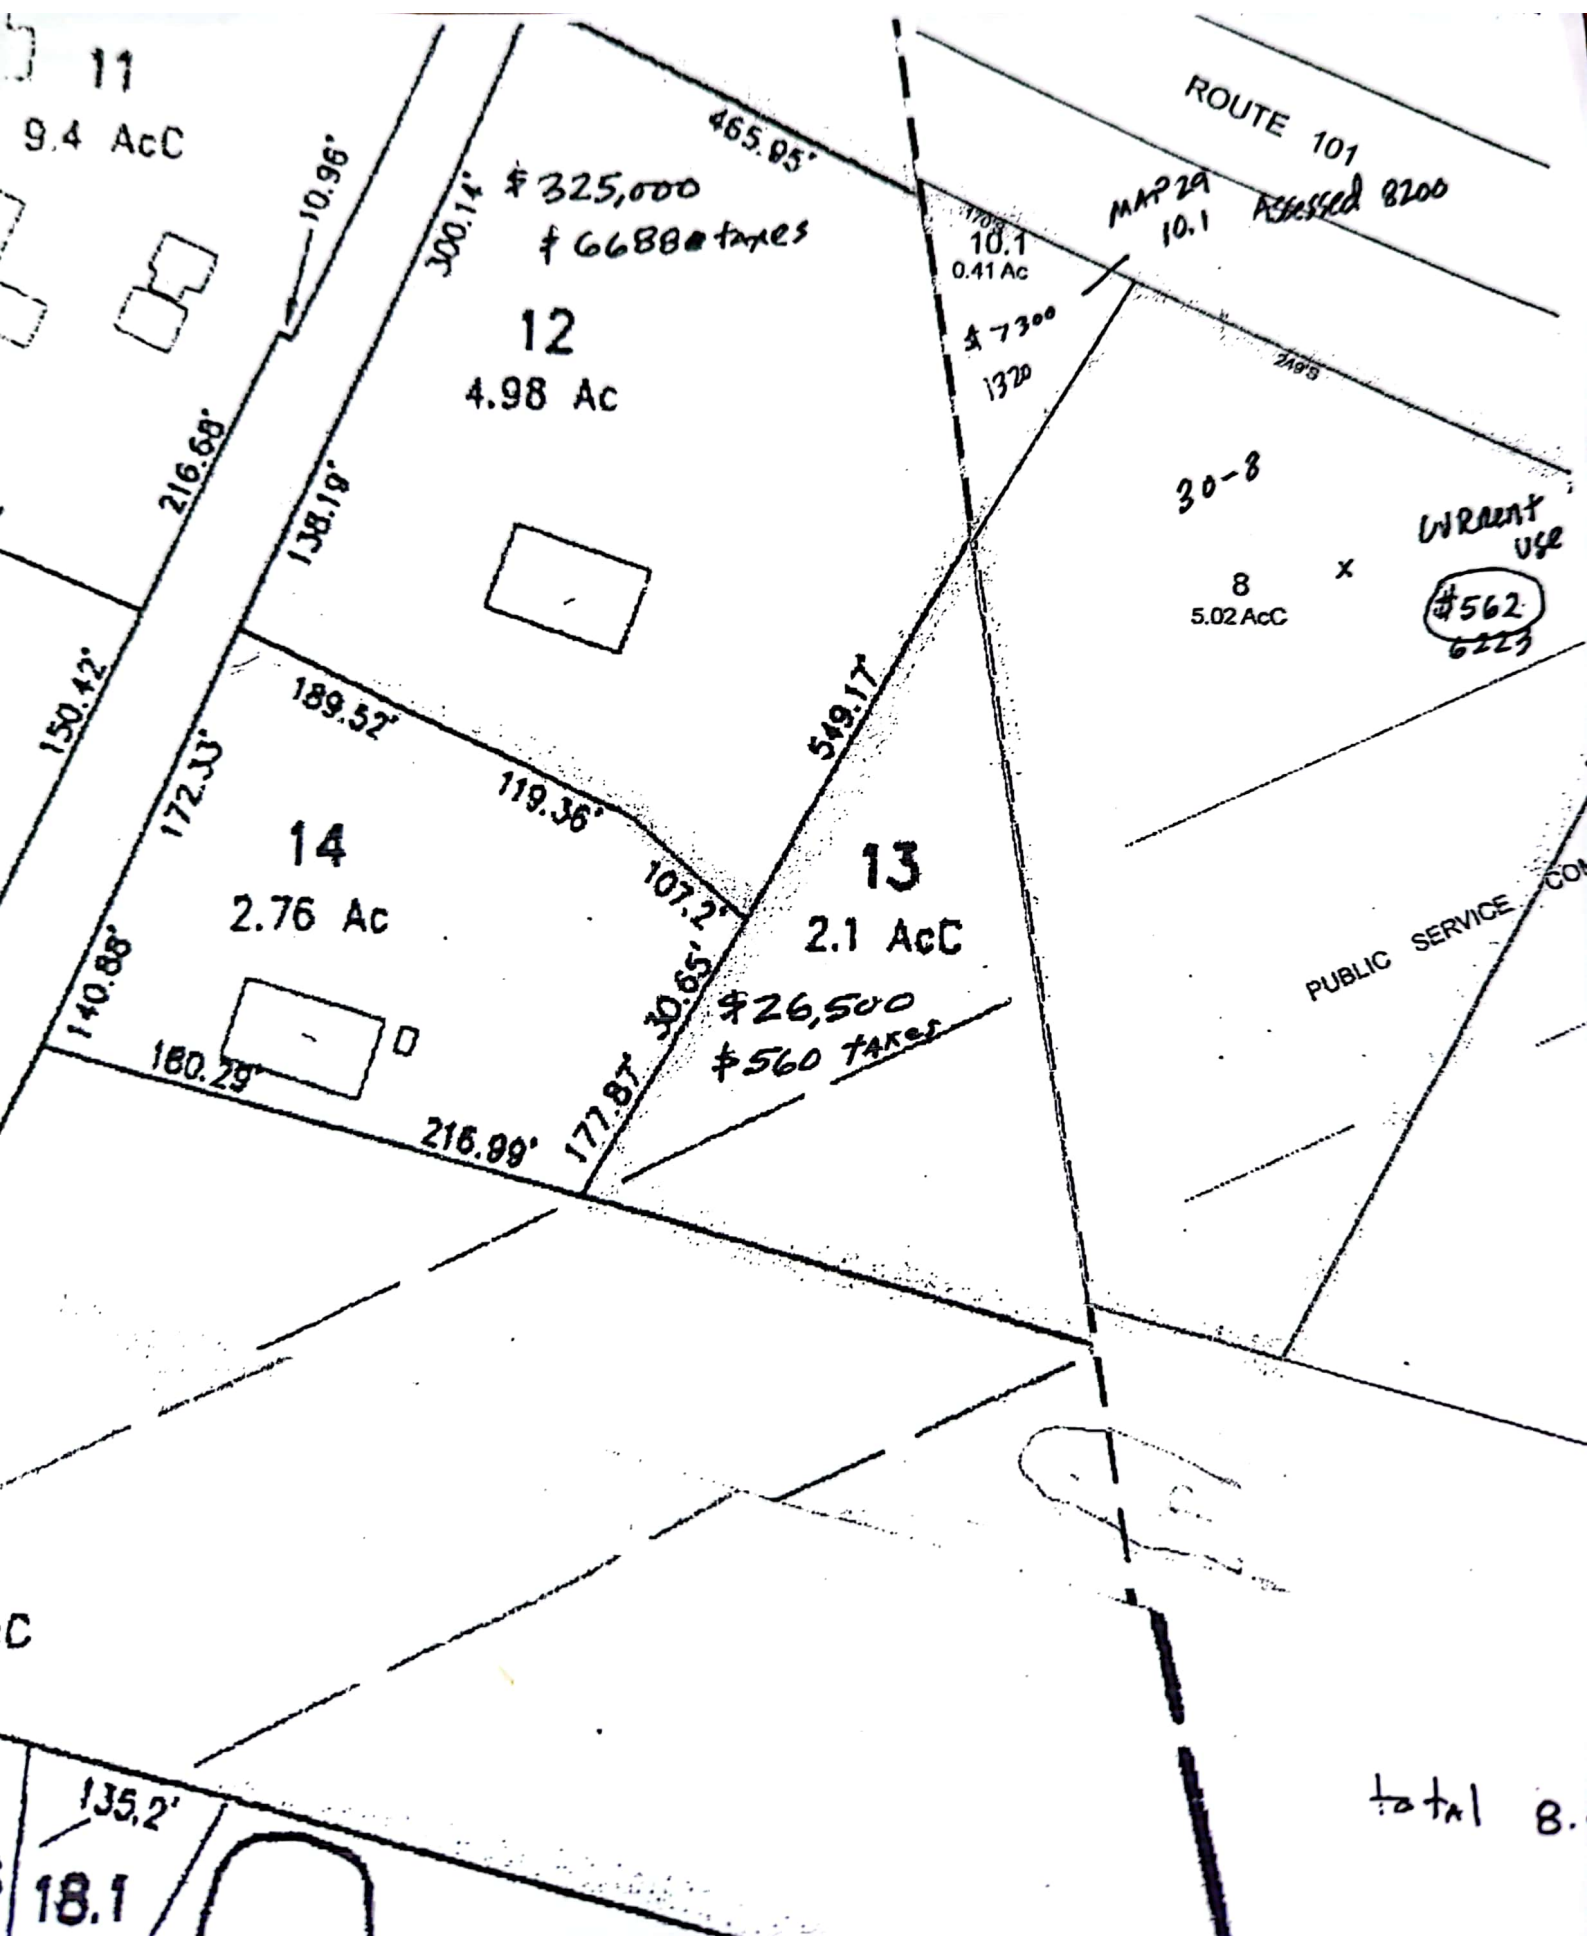 11
9.4 AcC
10.96'
300.14'
465.95'
ROUTE 101
$325,000
$6688 taxes
MAP 29
10.1
Assessed 8200
10.1
0.41 Ac
$7300
1320
12
4.98 Ac
249'S
216.68'
138.19'
30-8
CURRent
use
8
5.02 AcC
x
#562
6223
150.42'
189.52'
119.36'
107.2'
172.33'
549.17'
14
2.76 Ac
13
2.1 AcC
PUBLIC SERVICE
140.88'
30.65'
$26,500
$560 TAXES
180.29'
216.99'
177.87'
C
total 8.
135.2'
18.1